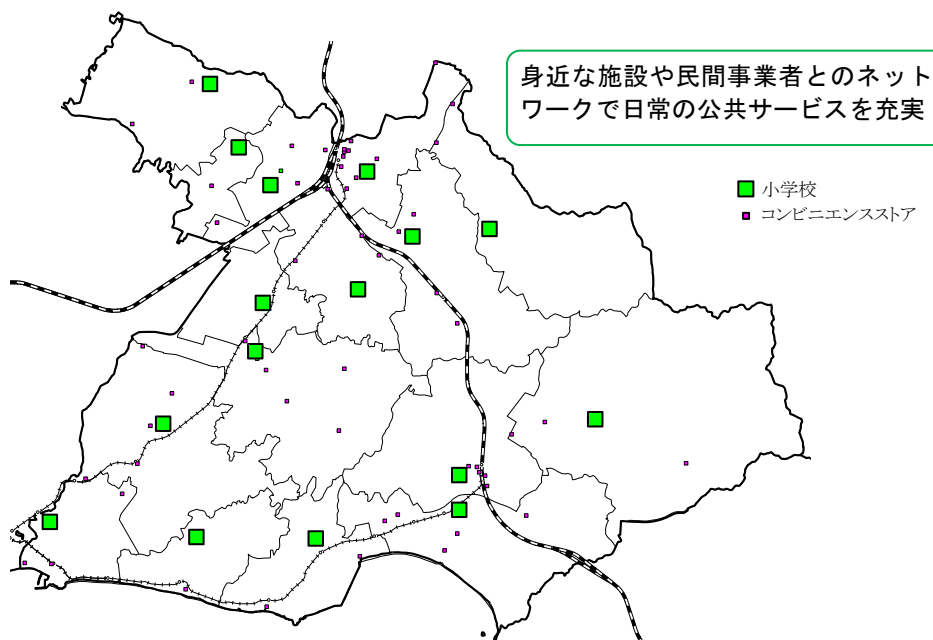 身近な施設や民間事業者とのネット
ワークで日常の公共サービスを充実
小学校
コンビニエンスストア